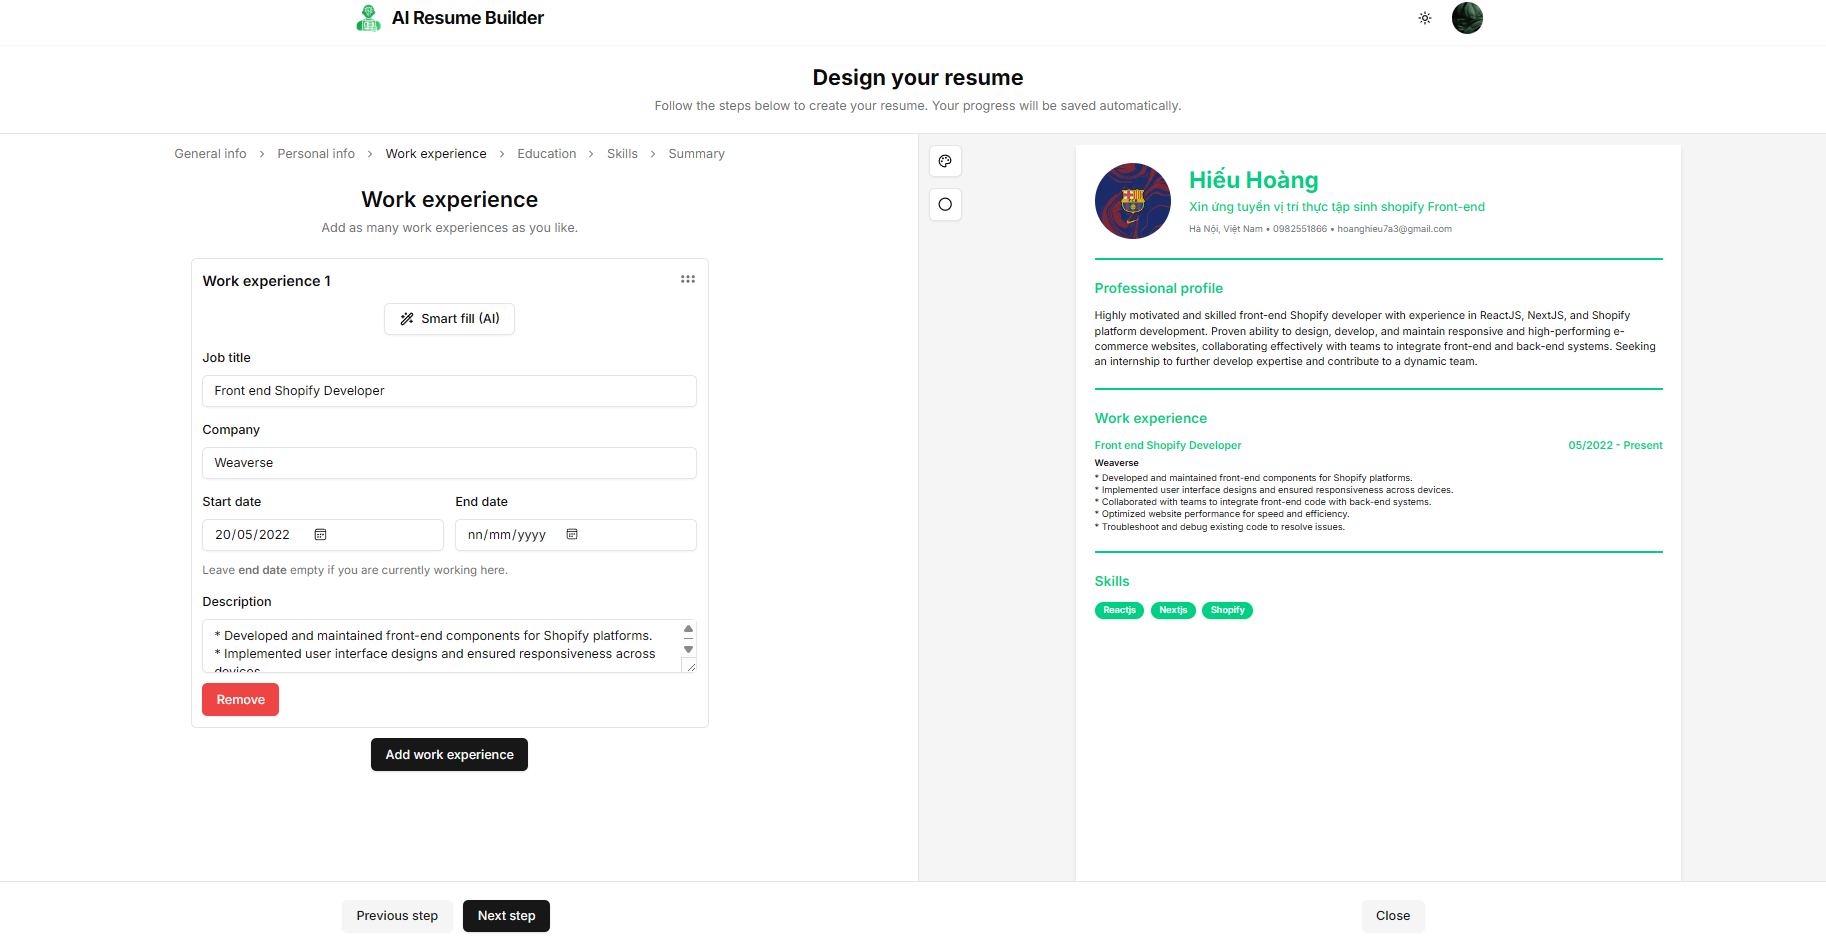 AI Resume Builder
Design your resume
Follow the steps below to create your resume. Your progress will be saved automatically.
General info > Personal info > Work experience > Education > Skills > Summary
Work experience
Add as many work experiences as you like.
Work experience 1
Smart fill (AI)
Job title
Front end Shopify Developer
Company
Weaverse
Start date
End date
20/05/2022
nn/mm/yyyy
Leave end date empty if you are currently working here.
Description
* Developed and maintained front-end components for Shopify platforms.
* Implemented user interface designs and ensured responsiveness across
devices.
Remove
Add work experience
Previous step
Next step
Hiếu Hoàng
Xin ứng tuyển vị trí thực tập sinh shopify Front-end
Hà Nội, Việt Nam • 0982551866 • hoanghieu7a3@gmail.com
Professional profile
Highly motivated and skilled front-end Shopify developer with experience in ReactJS, NextJS, and Shopify
platform development. Proven ability to design, develop, and maintain responsive and high-performing e-
commerce websites, collaborating effectively with teams to integrate front-end and back-end systems. Seeking
an internship to further develop expertise and contribute to a dynamic team.
Work experience
Front end Shopify Developer
05/2022 - Present
Weaverse
* Developed and maintained front-end components for Shopify platforms.
* Implemented user interface designs and ensured responsiveness across devices.
* Collaborated with teams to integrate front-end code with back-end systems.
* Optimized website performance for speed and efficiency.
* Troubleshoot and debug existing code to resolve issues.
Skills
Reactjs
Nextjs
Shopify
Close